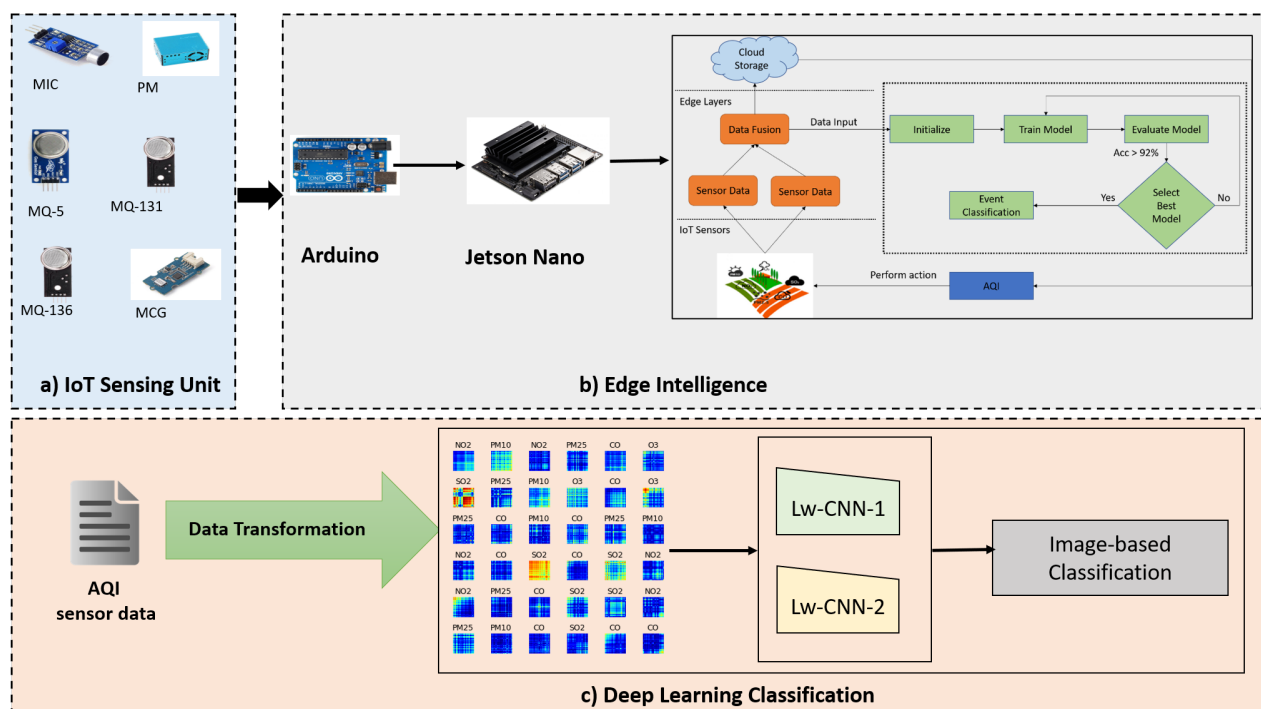 MIC
PM
MQ-5
MQ-131
MQ-136
MCG
a) IoT Sensing Unit
Arduino
Jetson Nano
Cloud
Storage
Edge Layers
Data Fusion
Data Input
Initialize
Train Model
Evaluate Model
Acc > 92%
Sensor Data
Sensor Data
Event
Classification
Yes
Select
Best
Model
No
IoT Sensors
Perform action
AQI
b) Edge Intelligence
AQI
sensor data
Data Transformation
NO2 PM10 NO2 PM25 CO O3
SO2 PM25 PM10 O3 CO O3
PM25 CO PM10 CO PM25 PM10
NO2 CO SO2 CO SO2 NO2
NO2 PM25 CO SO2 SO2 NO2
PM25 PM10 CO SO2 CO CO
Lw-CNN-1
Lw-CNN-2
Image-based
Classification
c) Deep Learning Classification